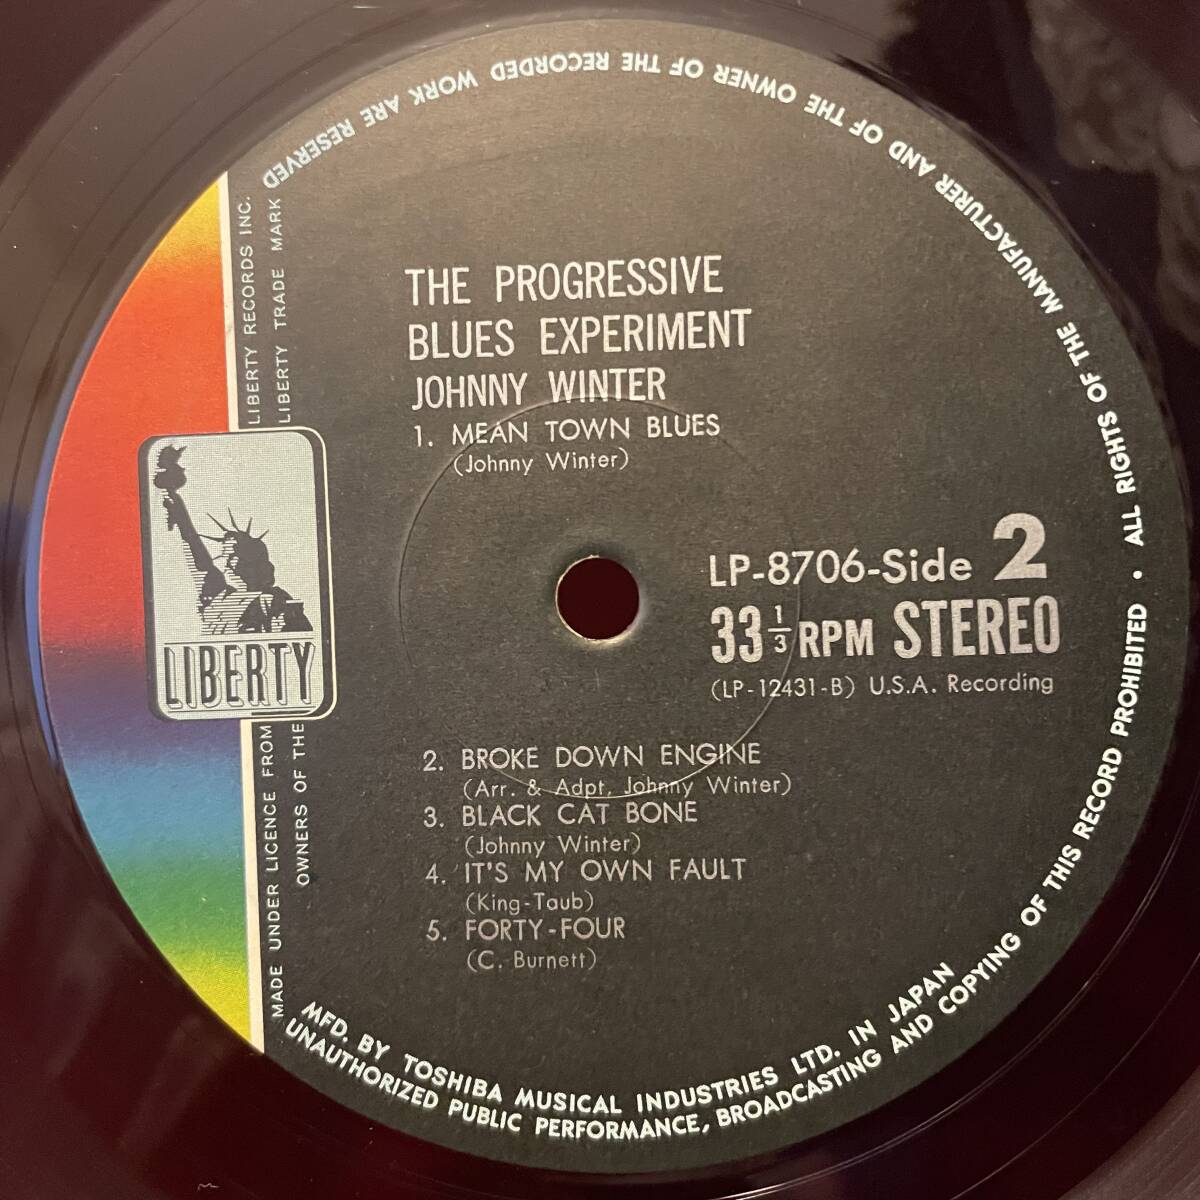 THE PROGRESSIVE
BLUES EXPERIMENT
JOHNNY WINTER
1. MEAN TOWN BLUES
(Johnny Winter)
LP-8706-Side 2
33 1/3 RPM STEREO
(LP-12431-B) U.S.A. Recording
2. BROKE DOWN ENGINE
(Arr. & Adpt. Johnny Winter)
3. BLACK CAT BONE
(Johnny Winter)
4. IT'S MY OWN FAULT
(King-Taub)
5. FORTY-FOUR
(C. Burnett)
LIBERTY
MADE UNDER LICENCE FROM LIBERTY RECORDS INC.
OWNERS OF THE LIBERTY TRADE MARK
MFD. BY TOSHIBA MUSICAL INDUSTRIES LTD. IN JAPAN
UNAUTHORIZED PUBLIC PERFORMANCE, BROADCASTING AND COPYING OF THIS RECORD PROHIBITED • ALL RIGHTS OF THE MANUFACTURER AND OF THE OWNER OF THE RECORDED WORK ARE RESERVED